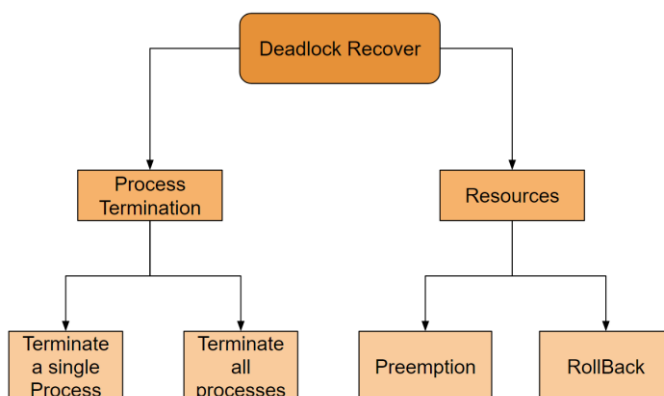 Deadlock Recover
Process
Termination
Resources
Terminate
a single
Process
Terminate
all
processes
Preemption
RollBack